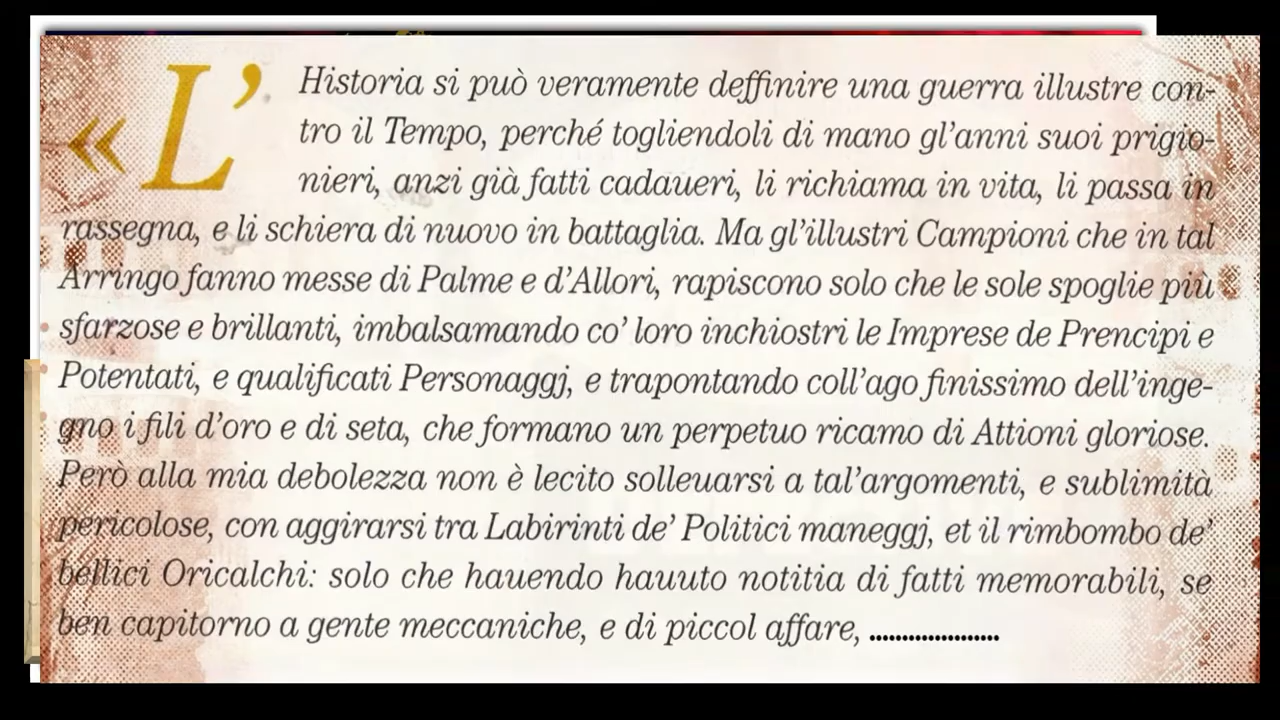 «L'Historia si può veramente deffinire una guerra illustre con-
tro il Tempo, perché togliendoli di mano gl'anni suoi prigio-
nieri, anzi già fatti cadaueri, li richiama in vita, li passa in
rassegna, e li schiera di nuovo in battaglia. Ma gl'illustri Campioni che in tal
Arringo fanno messe di Palme e d'Allori, rapiscono solo che le sole spoglie più
sfarzose e brillanti, imbalsamando co' loro inchiostri le Imprese de Prencipi e
Potentati, e qualificati Personaggj, e trapontando coll'ago finissimo dell'inge-
gno i fili d'oro e di seta, che formano un perpetuo ricamo di Attioni gloriose.
Però alla mia debolezza non è lecito solleuarsi a tal'argomenti, e sublimità
pericolose, con aggirarsi tra Labirinti de' Politici maneggj, et il rimbombo de'
bellici Oricalchi: solo che hauendo hauuto notitia di fatti memorabili, se
ben capitorno a gente meccaniche, e di piccol affare, .....................